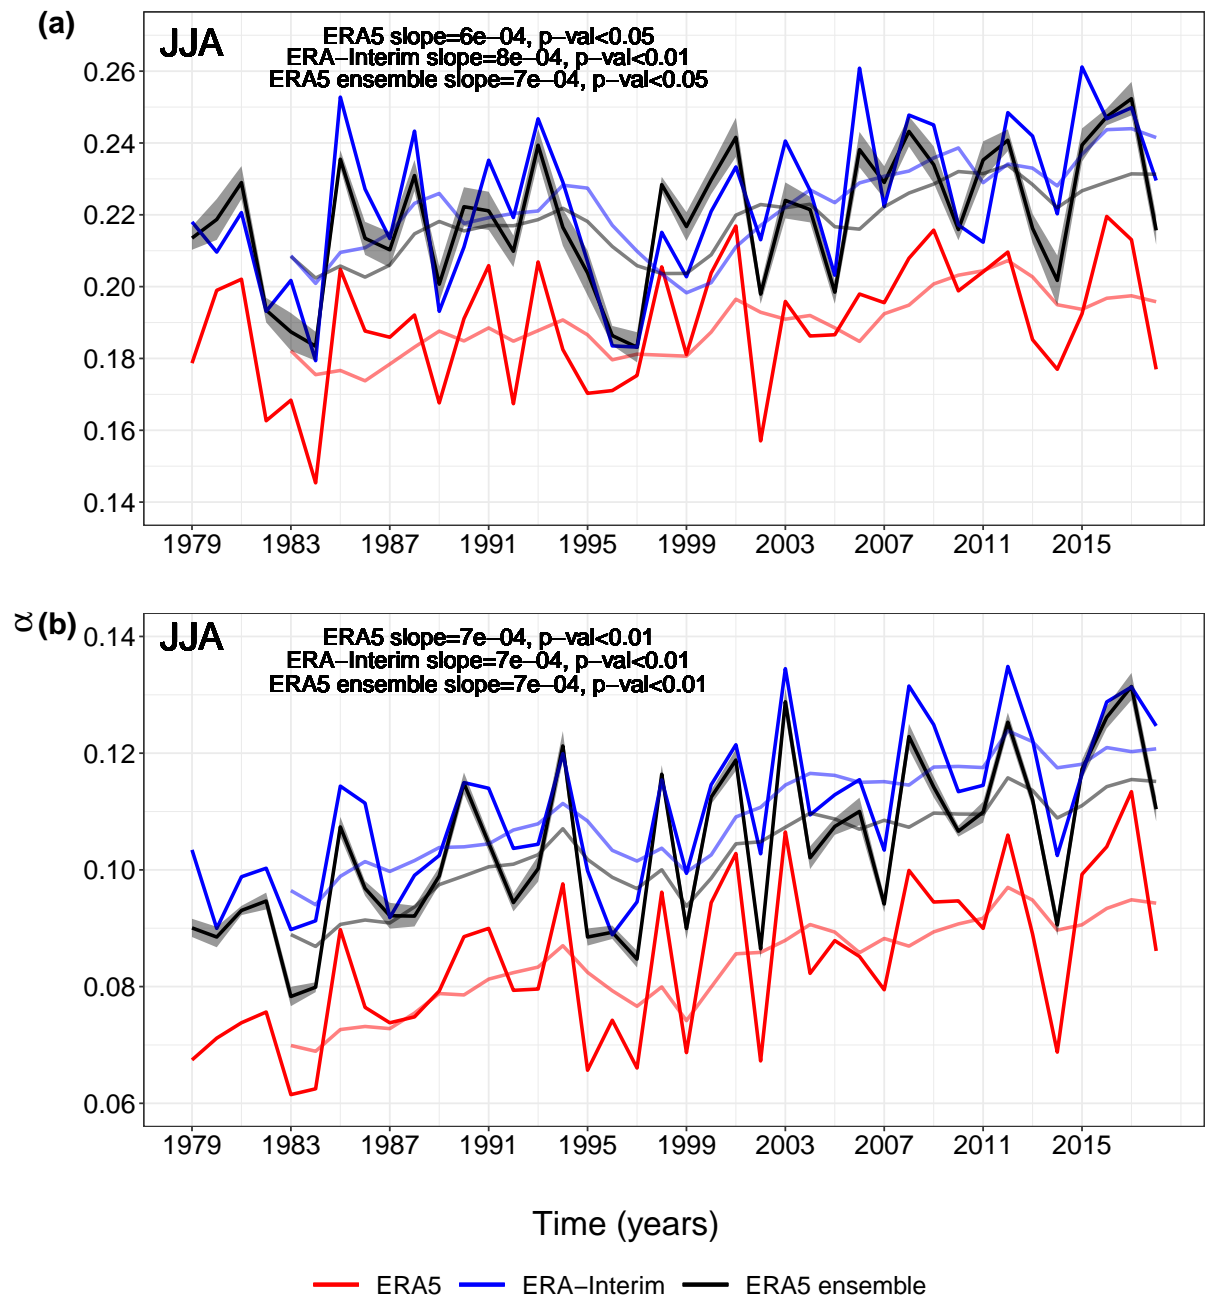 (a)
JJA
ERA5 slope=6e−04, p−val<0.05
ERA−Interim slope=8e−04, p−val<0.01
ERA5 ensemble slope=7e−04, p−val<0.05
0.26
0.24
0.22
0.20
0.18
0.16
0.14
1979 1983 1987 1991 1995 1999 2003 2007 2011 2015
α
(b)
JJA
ERA5 slope=7e−04, p−val<0.01
ERA−Interim slope=7e−04, p−val<0.01
ERA5 ensemble slope=7e−04, p−val<0.01
0.14
0.12
0.10
0.08
0.06
1979 1983 1987 1991 1995 1999 2003 2007 2011 2015
Time (years)
ERA5 ERA−Interim ERA5 ensemble